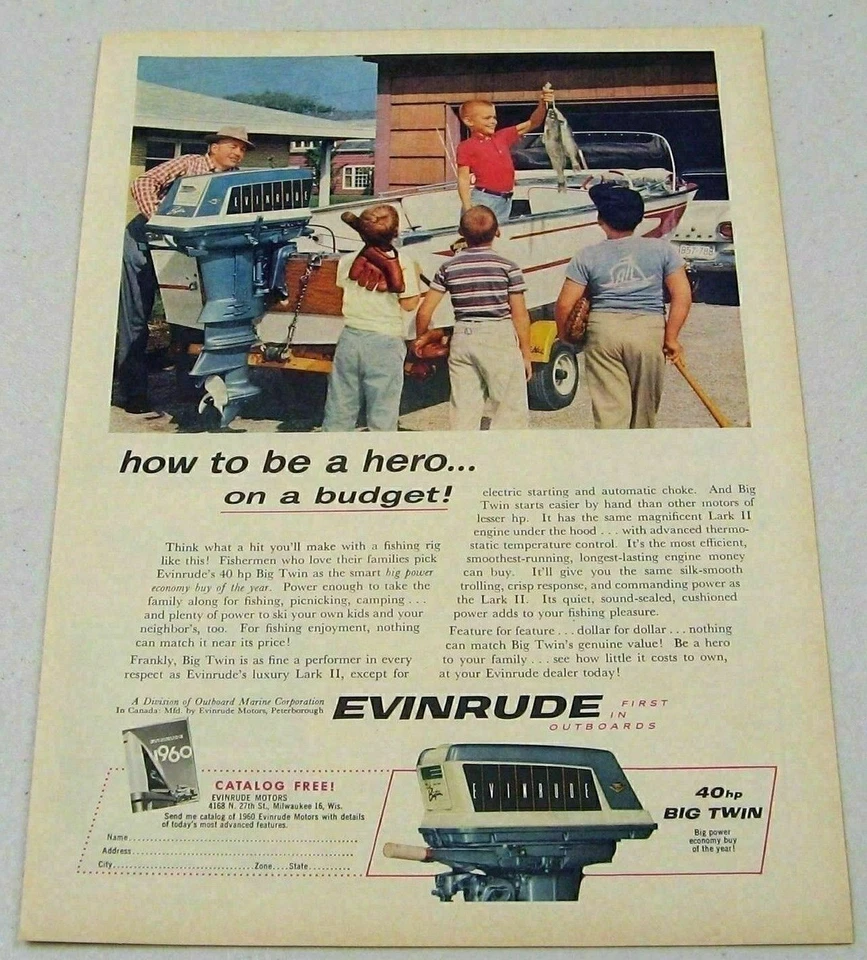 EVINRUDE
how to be a hero...
on a budget!
Think what a hit you'll make with a fishing rig
like this! Fishermen who love their families pick
Evinrude's 40 hp Big Twin as the smart big power
economy buy of the year. Power enough to take the
family along for fishing, picnicking, camping . . .
and plenty of power to ski your own kids and your
neighbor's, too. For fishing enjoyment, nothing
can match it near its price!
Frankly, Big Twin is as fine a performer in every
respect as Evinrude's luxury Lark II, except for
electric starting and automatic choke. And Big
Twin starts easier by hand than other motors of
lesser hp. It has the same magnificent Lark II
engine under the hood . . . with advanced thermo-
static temperature control. It's the most efficient,
smoothest-running, longest-lasting engine money
can buy. It'll give you the same silk-smooth
trolling, crisp response, and commanding power as
the Lark II. Its quiet, sound-sealed, cushioned
power adds to your fishing pleasure.
Feature for feature . . . dollar for dollar . . . nothing
can match Big Twin's genuine value! Be a hero
to your family . . . see how little it costs to own,
at your Evinrude dealer today!
A Division of Outboard Marine Corporation
In Canada: Mfd. by Evinrude Motors, Peterborough
EVINRUDE
FIRST
IN
OUTBOARDS
1960
CATALOG FREE!
EVINRUDE MOTORS
4168 N. 27th St., Milwaukee 16, Wis.
Send me catalog of 1960 Evinrude Motors with details
of today's most advanced features.
Name
Address
City Zone State
EVINRUDE
40hp
BIG TWIN
Big power
economy buy
of the year!